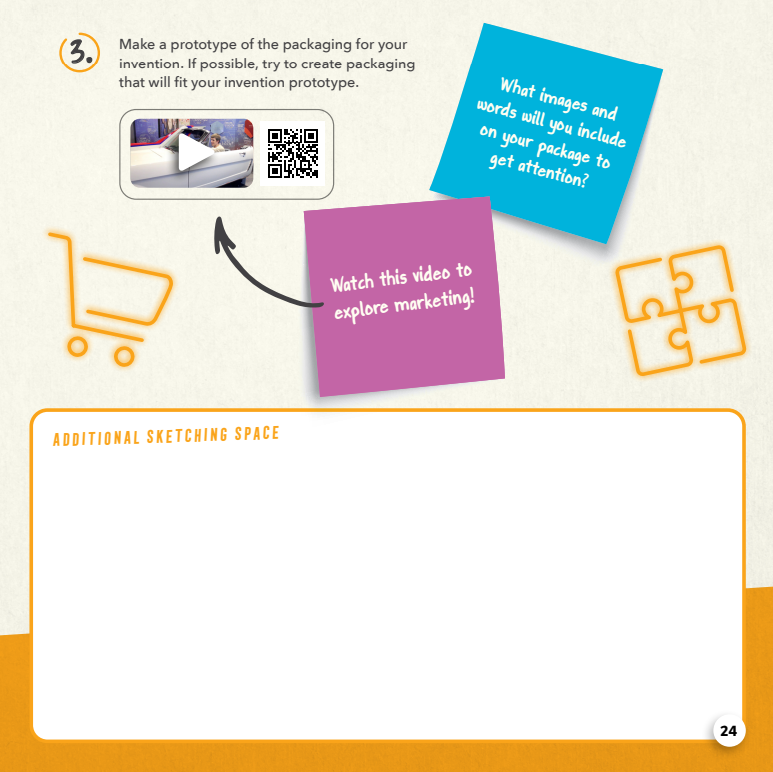 3.
Make a prototype of the packaging for your
invention. If possible, try to create packaging
that will fit your invention prototype.
What images and
words will you include
on your package to
get attention?
Watch this video to
explore marketing!
ADDITIONAL SKETCHING SPACE
24